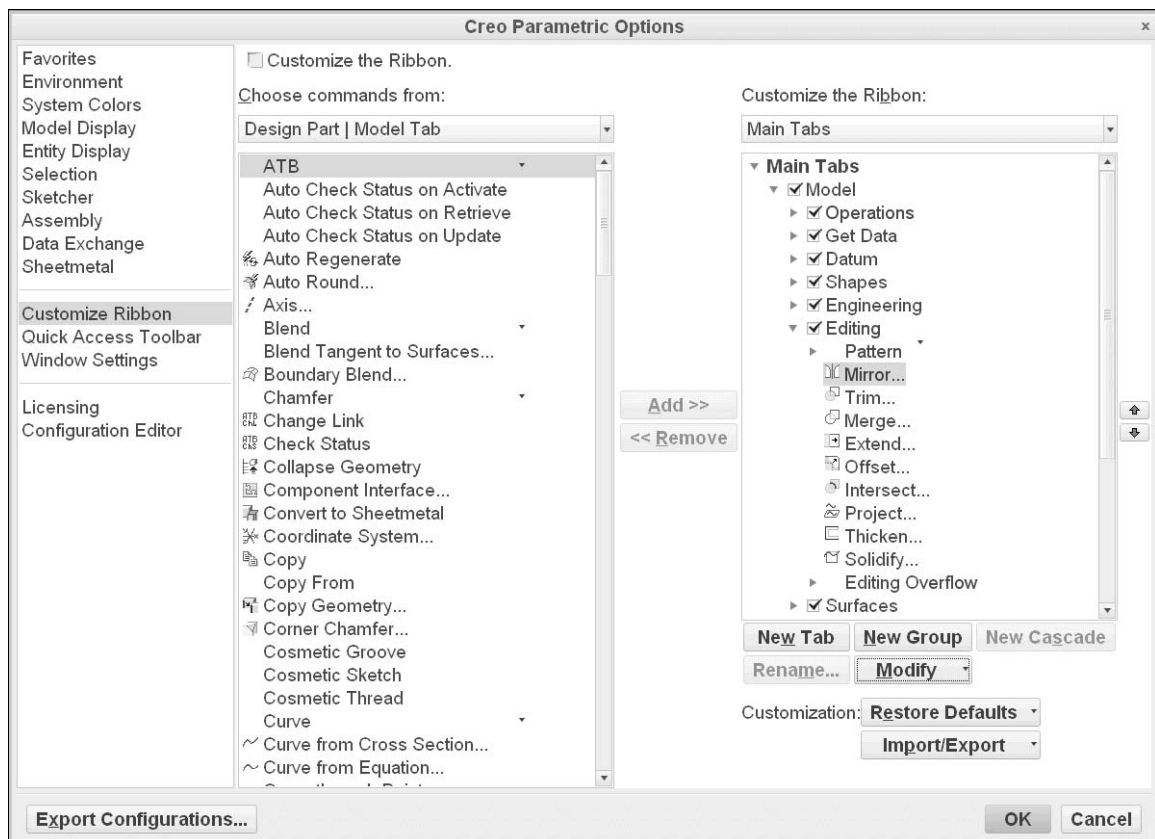 Creo Parametric Options
Favorites
Environment
System Colors
Model Display
Entity Display
Selection
Sketcher
Assembly
Data Exchange
Sheetmetal
Customize Ribbon
Quick Access Toolbar
Window Settings
Licensing
Configuration Editor
Customize the Ribbon.
Choose commands from:
Design Part | Model Tab
ATB
Auto Check Status on Activate
Auto Check Status on Retrieve
Auto Check Status on Update
Auto Regenerate
Auto Round...
Axis...
Blend
Blend Tangent to Surfaces...
Boundary Blend...
Chamfer
Change Link
Check Status
Collapse Geometry
Component Interface...
Convert to Sheetmetal
Coordinate System...
Copy
Copy From
Copy Geometry...
Corner Chamfer...
Cosmetic Groove
Cosmetic Sketch
Cosmetic Thread
Curve
Curve from Cross Section...
Curve from Equation...
Add >>
<< Remove
Customize the Ribbon:
Main Tabs
Main Tabs
Model
Operations
Get Data
Datum
Shapes
Engineering
Editing
Pattern
Mirror...
Trim...
Merge...
Extend...
Offset...
Intersect...
Project...
Thicken...
Solidify...
Editing Overflow
Surfaces
New Tab New Group New Cascade
Rename... Modify
Customization: Restore Defaults
Import/Export
Export Configurations...
OK Cancel